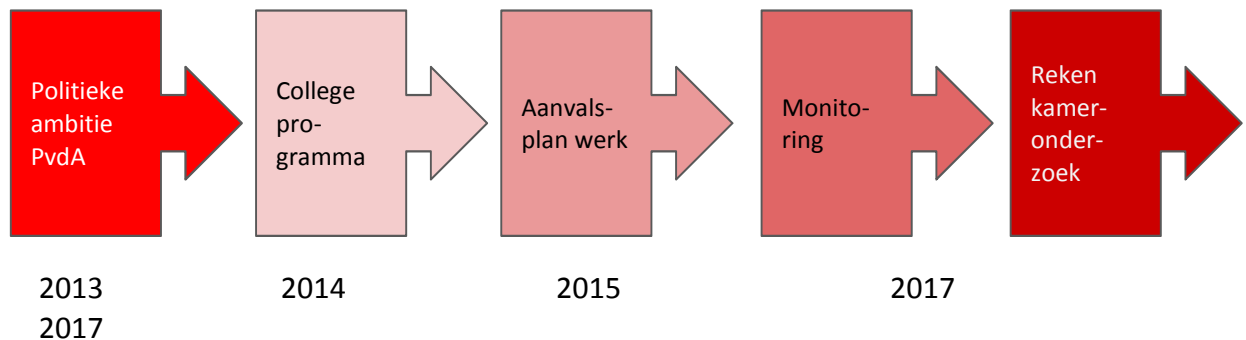 Politieke
ambitie
PvdA
College
pro-
gramma
Aanvals-
plan werk
Monito-
ring
Reken
kamer-
onder-
zoek
2013 2014 2015 2017
2017